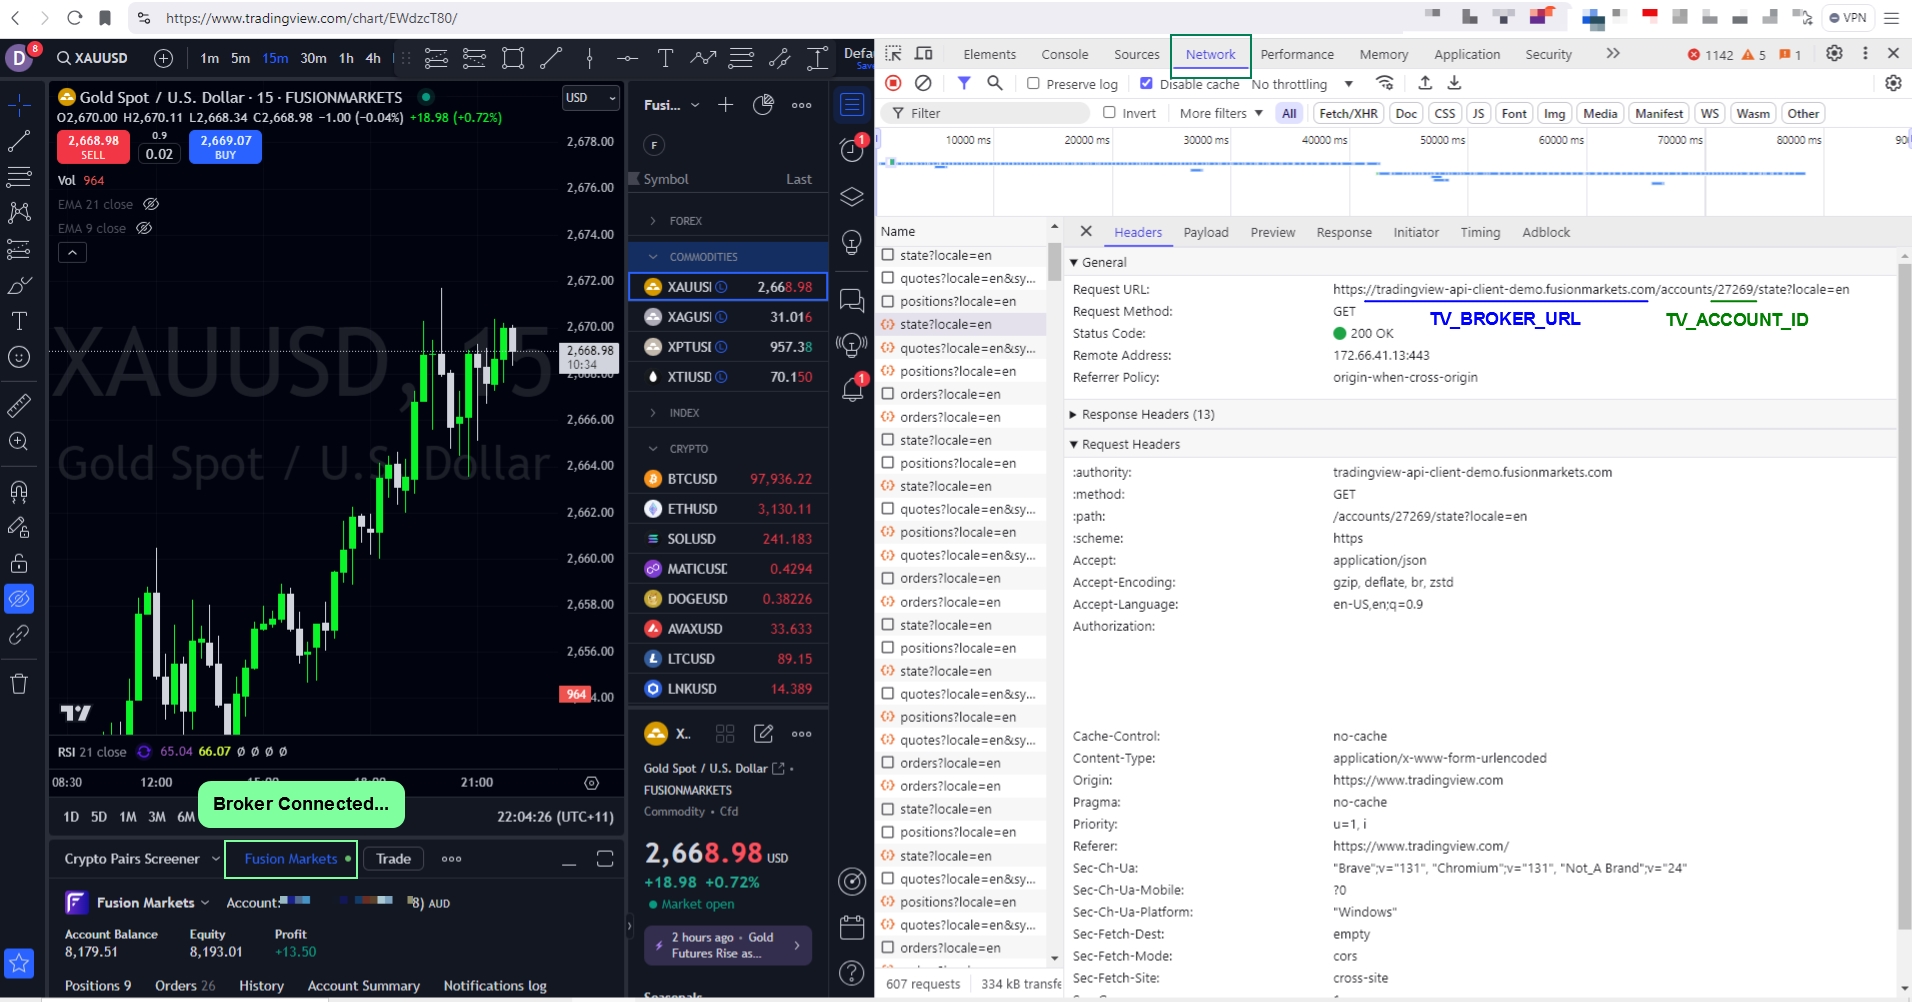 https://www.tradingview.com/chart/EWdzcT80/
VPN
D
8
XAUUSD
1m 5m 15m 30m 1h 4h
Defa
Save
Gold Spot / U.S. Dollar · 15 · FUSIONMARKETS
O2,670.00 H2,670.11 L2,668.34 C2,668.98 −1.00 (−0.04%) +18.98 (+0.72%)
2,668.98
SELL
0.9
0.02
2,669.07
BUY
Vol 964
EMA 21 close
EMA 9 close
XAUUSD, 15
Gold Spot / U.S. Dollar
USD
2,678.00
2,676.00
2,674.00
2,672.00
2,670.00
2,668.98
10:34
2,668.00
2,666.00
2,664.00
2,662.00
2,660.00
2,658.00
2,656.00
964
4.00
RSI 21 close 65.04 66.07 Ø Ø Ø Ø
08:30 12:00 15:00 18:00 21:00
Broker Connected...
1D 5D 1M 3M 6M
22:04:26 (UTC+11)
Crypto Pairs Screener
Fusion Markets
Trade
Fusion Markets
Account:
8) AUD
Account Balance Equity Profit
8,179.51 8,193.01 +13.50
Positions 9 Orders 26 History Account Summary Notifications log
Fusi...
F
Symbol Last
FOREX
COMMODITIES
XAUUSI 2,668.98
XAGUSI 31.016
XPTUSI 957.38
XTIUSD 70.150
INDEX
CRYPTO
BTCUSD 97,936.22
ETHUSD 3,130.11
SOLUSD 241.183
MATICUSD 0.4294
DOGEUSD 0.38226
AVAXUSD 33.633
LTCUSD 89.15
LNKUSD 14.389
X..
Gold Spot / U.S. Dollar
FUSIONMARKETS
Commodity • Cfd
2,668.98 USD
+18.98 +0.72%
Market open
2 hours ago · Gold
Futures Rise as...
Seasonals
1
1
Elements Console Sources Network Performance Memory Application Security
1142 5 1
Preserve log Disable cache No throttling
Filter
Invert More filters All Fetch/XHR Doc CSS JS Font Img Media Manifest WS Wasm Other
10000 ms 20000 ms 30000 ms 40000 ms 50000 ms 60000 ms 70000 ms 80000 ms 90
Name
state?locale=en
quotes?locale=en&sy...
positions?locale=en
state?locale=en
quotes?locale=en&sy...
positions?locale=en
orders?locale=en
orders?locale=en
state?locale=en
positions?locale=en
state?locale=en
quotes?locale=en&sy...
positions?locale=en
quotes?locale=en&sy...
orders?locale=en
orders?locale=en
state?locale=en
positions?locale=en
state?locale=en
quotes?locale=en&sy...
positions?locale=en
quotes?locale=en&sy...
orders?locale=en
orders?locale=en
state?locale=en
positions?locale=en
state?locale=en
quotes?locale=en&sy...
positions?locale=en
quotes?locale=en&sy...
orders?locale=en
607 requests 334 kB transfe
Headers Payload Preview Response Initiator Timing Adblock
General
Request URL: https://tradingview-api-client-demo.fusionmarkets.com/accounts/27269/state?locale=en
Request Method: GET
TV_BROKER_URL TV_ACCOUNT_ID
Status Code: 200 OK
Remote Address: 172.66.41.13:443
Referrer Policy: origin-when-cross-origin
Response Headers (13)
Request Headers
:authority: tradingview-api-client-demo.fusionmarkets.com
:method: GET
:path: /accounts/27269/state?locale=en
:scheme: https
Accept: application/json
Accept-Encoding: gzip, deflate, br, zstd
Accept-Language: en-US,en;q=0.9
Authorization:
Cache-Control: no-cache
Content-Type: application/x-www-form-urlencoded
Origin: https://www.tradingview.com
Pragma: no-cache
Priority: u=1, i
Referer: https://www.tradingview.com/
Sec-Ch-Ua: "Brave";v="131", "Chromium";v="131", "Not_A Brand";v="24"
Sec-Ch-Ua-Mobile: ?0
Sec-Ch-Ua-Platform: "Windows"
Sec-Fetch-Dest: empty
Sec-Fetch-Mode: cors
Sec-Fetch-Site: cross-site